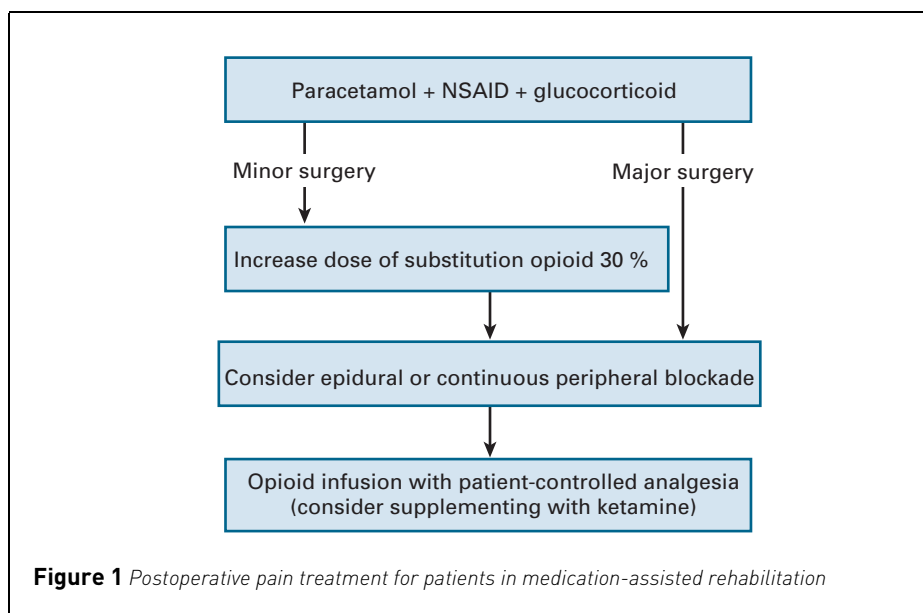 Paracetamol + NSAID + glucocorticoid
Minor surgery
Major surgery
Increase dose of substitution opioid 30 %
Consider epidural or continuous peripheral blockade
Opioid infusion with patient-controlled analgesia
(consider supplementing with ketamine)
Figure 1 Postoperative pain treatment for patients in medication-assisted rehabilitation